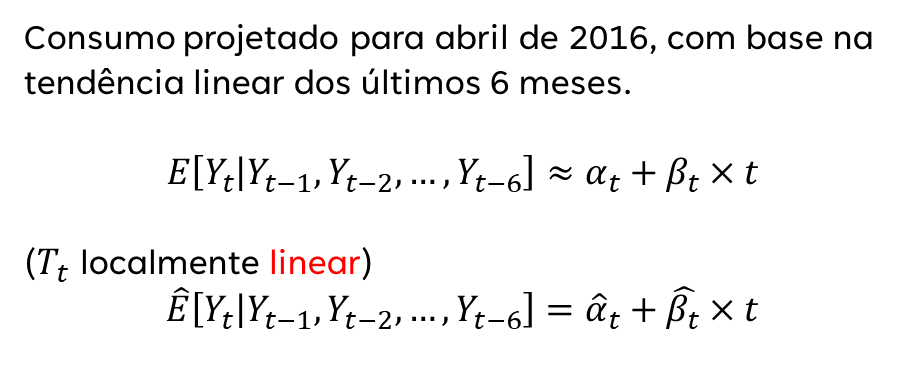 Consumo projetado para abril de 2016, com base na
tendência linear dos últimos 6 meses.
E[Y_t|Y_{t−1}, Y_{t−2}, … , Y_{t−6}] ≈ α_t + β_t × t
(T_t localmente linear)
Ê[Y_t|Y_{t−1}, Y_{t−2}, … , Y_{t−6}] = α̂_t + β̂_t × t